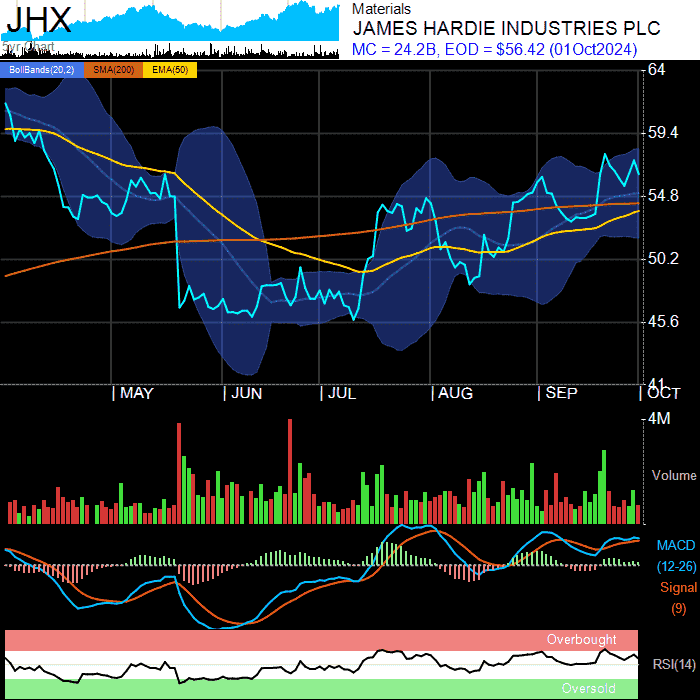 JHX
Materials
JAMES HARDIE INDUSTRIES PLC
MC = 24.2B, EOD = $56.42 (01Oct2024)
5yr Chart
BollBands(20,2) SMA(200) EMA(50)
64
59.4
54.8
50.2
45.6
41
MAY JUN JUL AUG SEP OCT
4M
Volume
MACD
(12-26)
Signal
(9)
Overbought
RSI(14)
Oversold